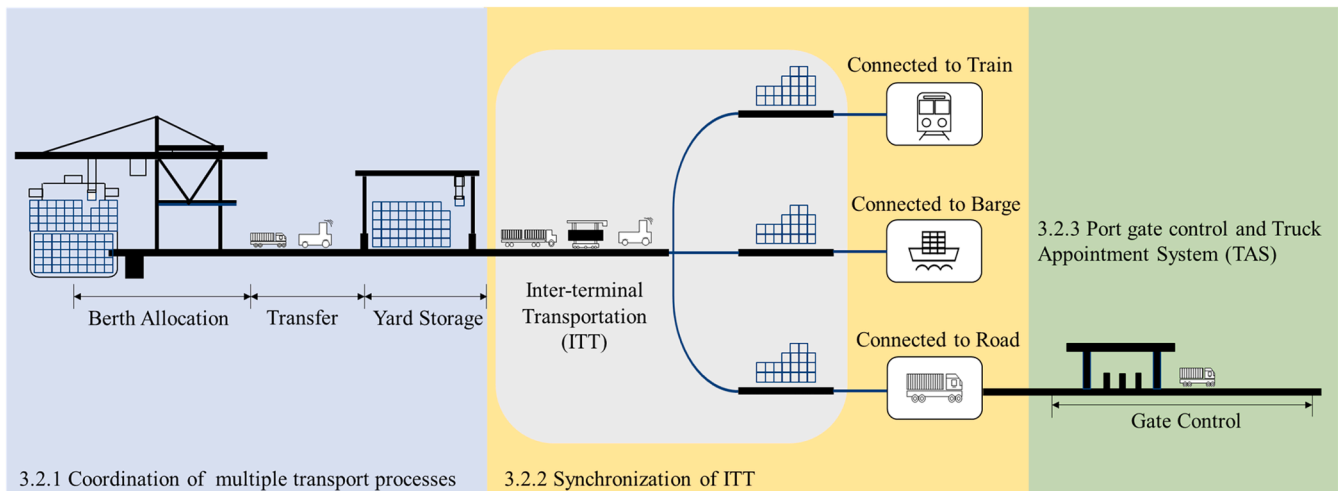 Berth Allocation
Transfer
Yard Storage
3.2.1 Coordination of multiple transport processes
Inter-terminal
Transportation
(ITT)
Connected to Train
Connected to Barge
Connected to Road
3.2.2 Synchronization of ITT
3.2.3 Port gate control and Truck
Appointment System (TAS)
Gate Control